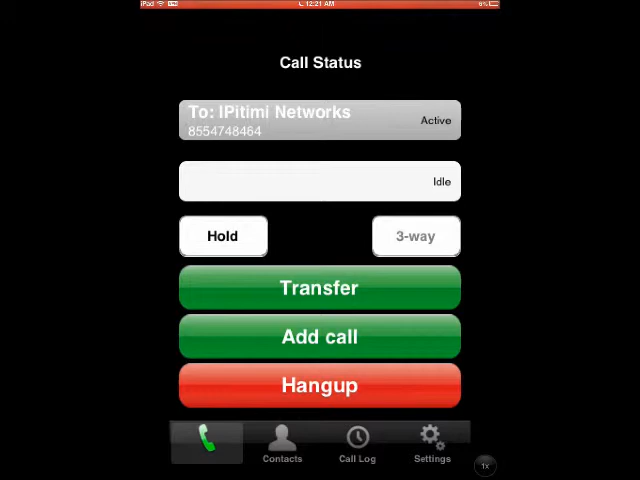 iPad 12:21 AM 6%
Call Status
To: IPitimi Networks
8554748464
Active
Idle
Hold
3-way
Transfer
Add call
Hangup
Contacts
Call Log
Settings
1x